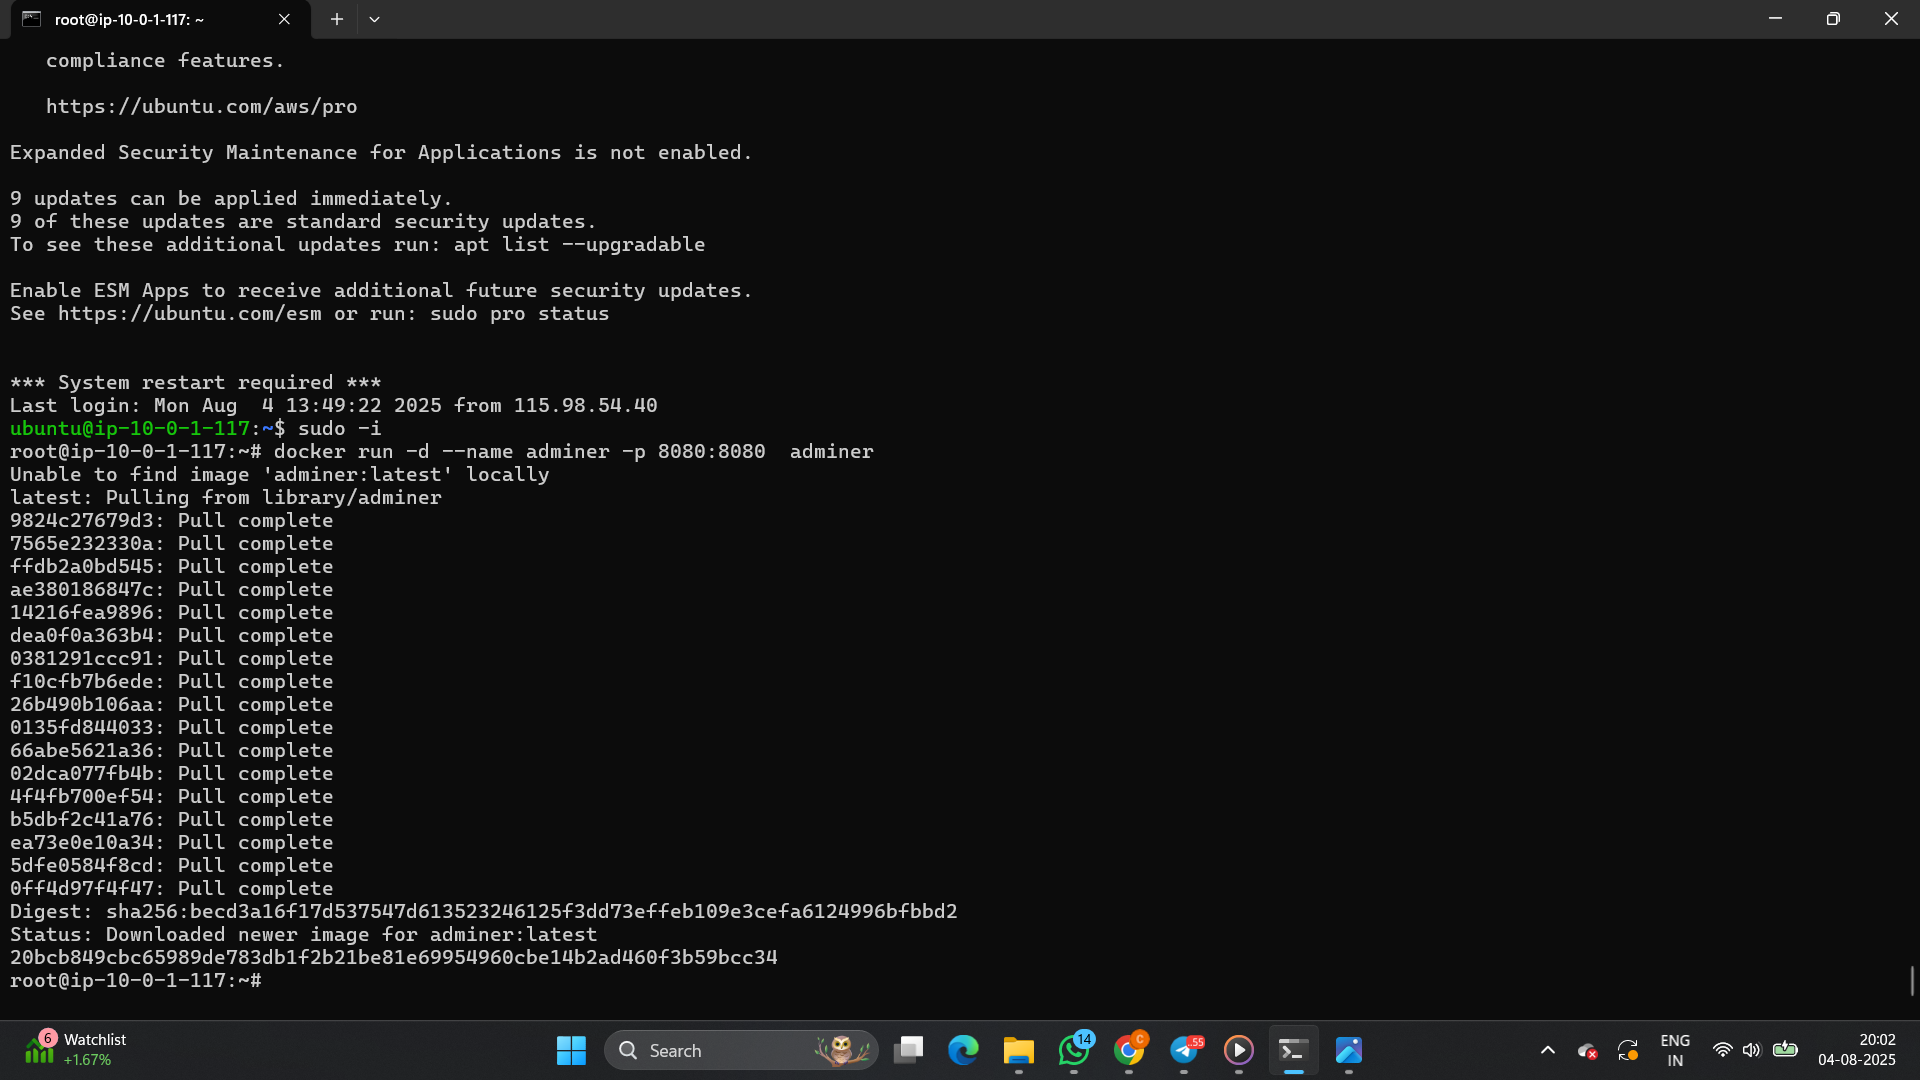 root@ip-10-0-1-117: ~
compliance features.
https://ubuntu.com/aws/pro
Expanded Security Maintenance for Applications is not enabled.
9 updates can be applied immediately.
9 of these updates are standard security updates.
To see these additional updates run: apt list --upgradable
Enable ESM Apps to receive additional future security updates.
See https://ubuntu.com/esm or run: sudo pro status
*** System restart required ***
Last login: Mon Aug  4 13:49:22 2025 from 115.98.54.40
ubuntu@ip-10-0-1-117:~$ sudo -i
root@ip-10-0-1-117:~# docker run -d --name adminer -p 8080:8080  adminer
Unable to find image 'adminer:latest' locally
latest: Pulling from library/adminer
9824c27679d3: Pull complete
7565e232330a: Pull complete
ffdb2a0bd545: Pull complete
ae380186847c: Pull complete
14216fea9896: Pull complete
dea0f0a363b4: Pull complete
0381291ccc91: Pull complete
f10cfb7b6ede: Pull complete
26b490b106aa: Pull complete
0135fd844033: Pull complete
66abe5621a36: Pull complete
02dca077fb4b: Pull complete
4f4fb700ef54: Pull complete
b5dbf2c41a76: Pull complete
ea73e0e10a34: Pull complete
5dfe0584f8cd: Pull complete
0ff4d97f4f47: Pull complete
Digest: sha256:becd3a16f17d537547d613523246125f3dd73effeb109e3cefa6124996bfbbd2
Status: Downloaded newer image for adminer:latest
20bcb849cbc65989de783db1f2b21be81e69954960cbe14b2ad460f3b59bcc34
root@ip-10-0-1-117:~#
6 Watchlist
+1.67%
Search
14
C
.55
ENG
IN
20:02
04-08-2025